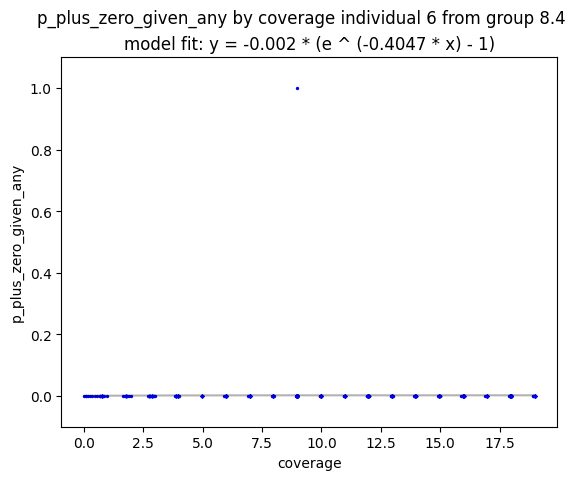 p_plus_zero_given_any by coverage individual 6 from group 8.4
model fit: y = -0.002 * (e ^ (-0.4047 * x) - 1)
1.0
0.8
0.6
0.4
0.2
0.0
p_plus_zero_given_any
0.0 2.5 5.0 7.5 10.0 12.5 15.0 17.5
coverage